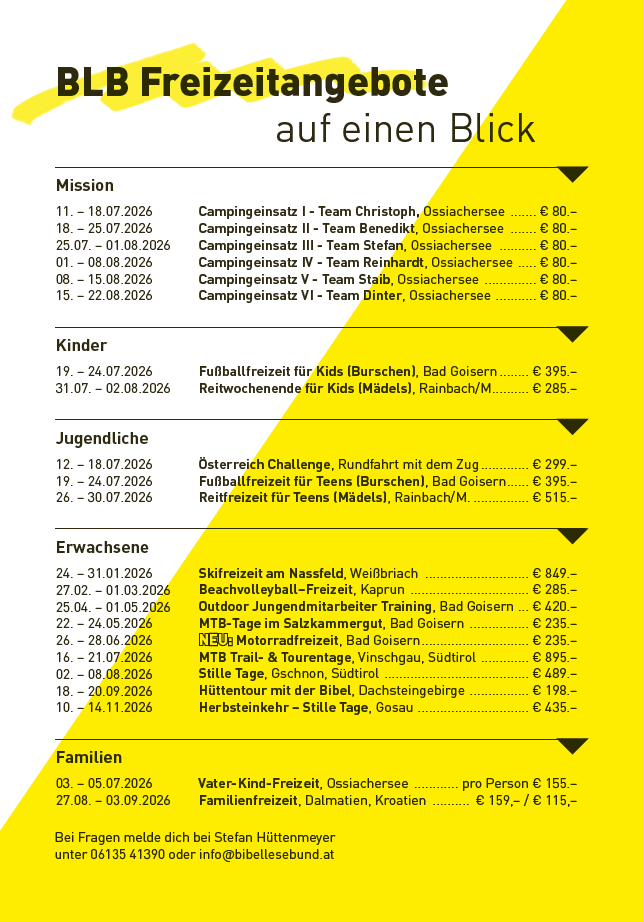 BLB Freizeitangebote
auf einen Blick
Mission
11. – 18.07.2026 Campingeinsatz I - Team Christoph, Ossiachersee ....... € 80.–
18. – 25.07.2026 Campingeinsatz II - Team Benedikt, Ossiachersee ....... € 80.–
25.07. – 01.08.2026 Campingeinsatz III - Team Stefan, Ossiachersee .......... € 80.–
01. – 08.08.2026 Campingeinsatz IV - Team Reinhardt, Ossiachersee ..... € 80.–
08. – 15.08.2026 Campingeinsatz V - Team Staib, Ossiachersee .............. € 80.–
15. – 22.08.2026 Campingeinsatz VI - Team Dinter, Ossiachersee ........... € 80.–
Kinder
19. – 24.07.2026 Fußballfreizeit für Kids (Burschen), Bad Goisern........ € 395.–
31.07. – 02.08.2026 Reitwochenende für Kids (Mädels), Rainbach/M.......... € 285.–
Jugendliche
12. – 18.07.2026 Österreich Challenge, Rundfahrt mit dem Zug............. € 299.–
19. – 24.07.2026 Fußballfreizeit für Teens (Burschen), Bad Goisern...... € 395.–
26. – 30.07.2026 Reitfreizeit für Teens (Mädels), Rainbach/M. ............... € 515.–
Erwachsene
24. – 31.01.2026 Skifreizeit am Nassfeld, Weißbriach ............................ € 849.–
27.02. – 01.03.2026 Beachvolleyball–Freizeit, Kaprun ................................ € 285.–
25.04. – 01.05.2026 Outdoor Jungendmitarbeiter Training, Bad Goisern ... € 420.–
22. – 24.05.2026 MTB-Tage im Salzkammergut, Bad Goisern ................ € 235.–
26. – 28.06.2026 NEU: Motorradfreizeit, Bad Goisern............................. € 235.–
16. – 21.07.2026 MTB Trail- & Tourentage, Vinschgau, Südtirol ............. € 895.–
02. – 08.08.2026 Stille Tage, Gschnon, Südtirol ....................................... € 489.–
18. – 20.09.2026 Hüttentour mit der Bibel, Dachsteingebirge ................ € 198.–
10. – 14.11.2026 Herbsteinkehr – Stille Tage, Gosau .............................. € 435.–
Familien
03. – 05.07.2026 Vater-Kind-Freizeit, Ossiachersee ............ pro Person € 155.–
27.08. – 03.09.2026 Familienfreizeit, Dalmatien, Kroatien .......... € 159,– / € 115,–
Bei Fragen melde dich bei Stefan Hüttenmeyer
unter 06135 41390 oder info@bibellesebund.at